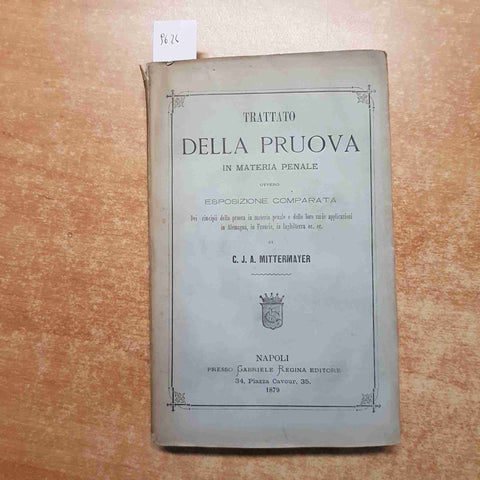 9626
TRATTATO
DELLA PRUOVA
IN MATERIA PENALE
OVVERO
ESPOSIZIONE COMPARATA
Dei principii della pruova in materia penale e delle loro varie applicazioni
in Alemagna, in Francia, in Inghilterra ec. ec.
DI
C. J. A. MITTERMAYER
NAPOLI
PRESSO GABRIELE REGINA EDITORE
34, Piazza Cavour, 35.
1879